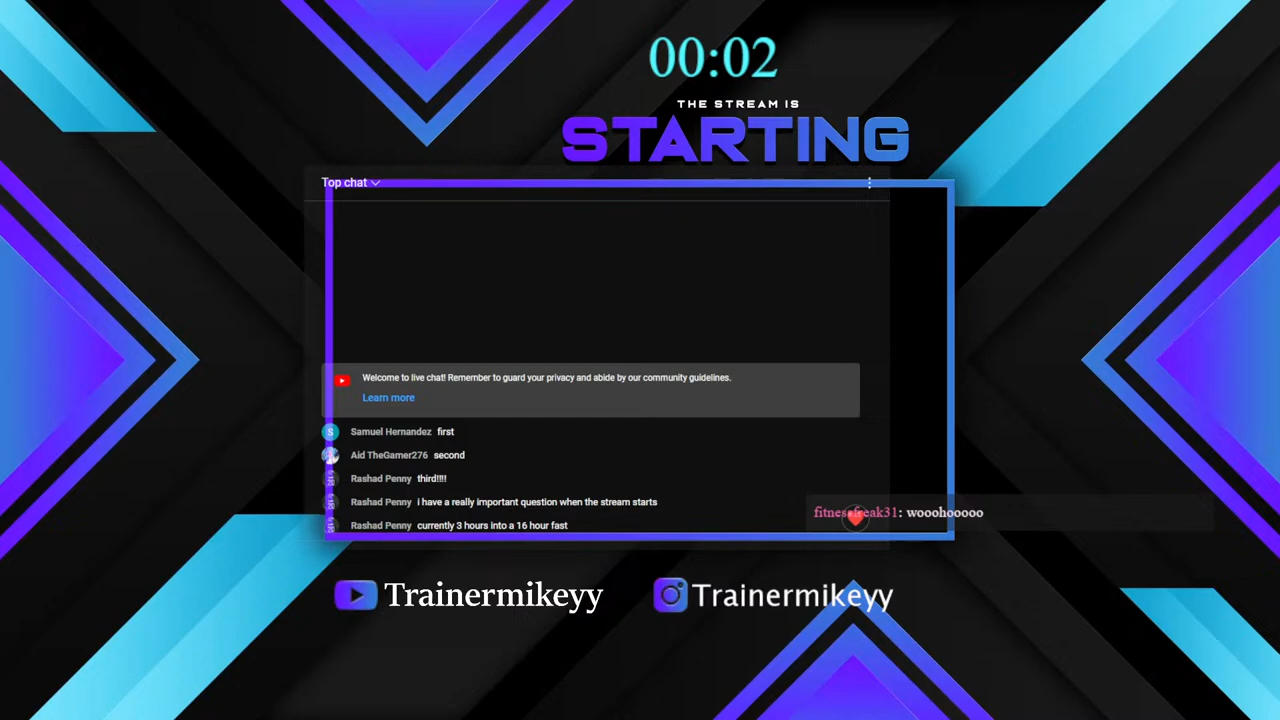 00:02
THE STREAM IS
STARTING
Top chat
Welcome to live chat! Remember to guard your privacy and abide by our community guidelines.
Learn more
S Samuel Hernandez first
Aid TheGamer276 second
Rashad Penny third!!!!
Rashad Penny i have a really important question when the stream starts
fitnessfreak31: wooohooooo
Rashad Penny currently 3 hours into a 16 hour fast
Trainermikeyy
Trainermikeyy